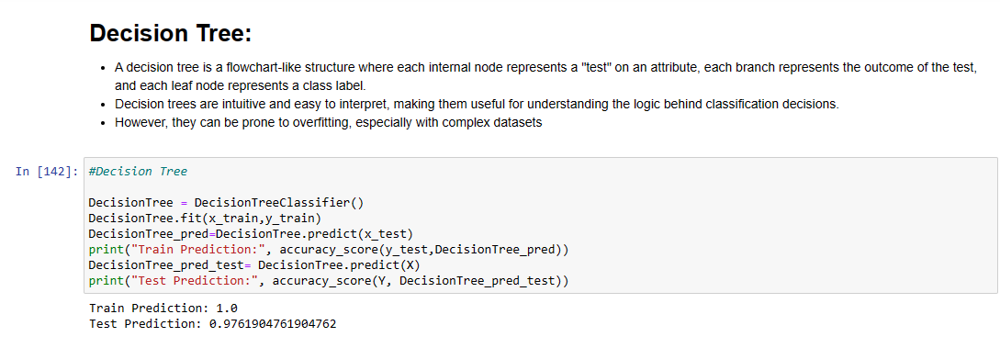 Decision Tree:
• A decision tree is a flowchart-like structure where each internal node represents a "test" on an attribute, each branch represents the outcome of the test,
and each leaf node represents a class label.
• Decision trees are intuitive and easy to interpret, making them useful for understanding the logic behind classification decisions.
• However, they can be prone to overfitting, especially with complex datasets
In [142]: #Decision Tree
DecisionTree = DecisionTreeClassifier()
DecisionTree.fit(x_train,y_train)
DecisionTree_pred=DecisionTree.predict(x_test)
print("Train Prediction:", accuracy_score(y_test,DecisionTree_pred))
DecisionTree_pred_test= DecisionTree.predict(X)
print("Test Prediction:", accuracy_score(Y, DecisionTree_pred_test))
Train Prediction: 1.0
Test Prediction: 0.9761904761904762